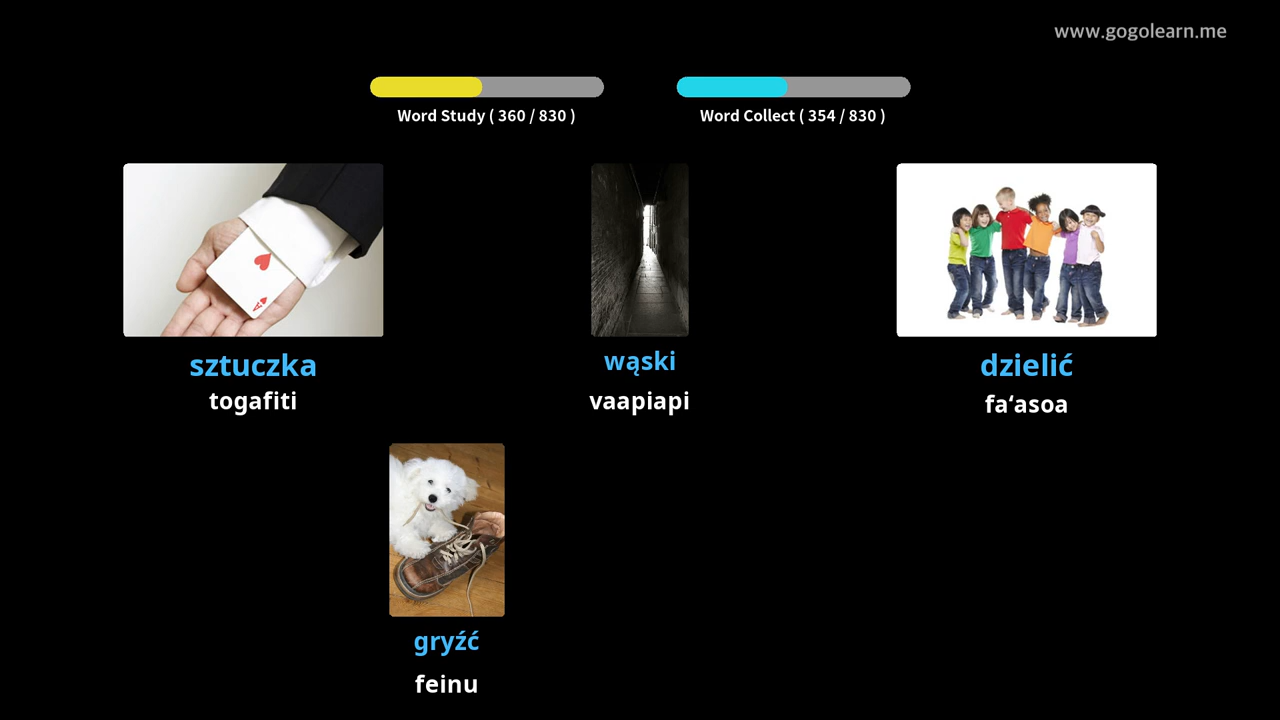 www.gogolearn.me
Word Study ( 360 / 830 )
Word Collect ( 354 / 830 )
sztuczka
togafiti
wąski
vaapiapi
dzielić
fa‘asoa
gryźć
feinu